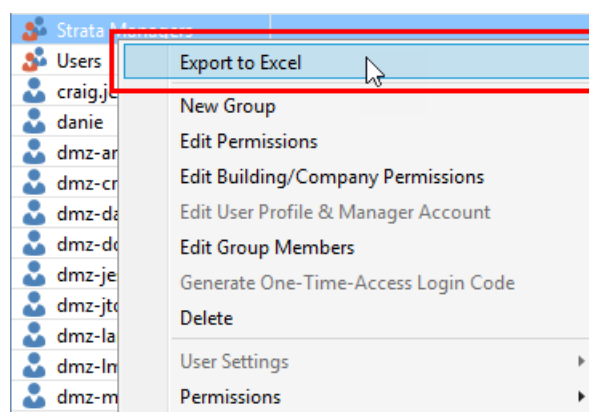 Strata Managers
Users
craig.j
danie
dmz-ar
dmz-cr
dmz-da
dmz-do
dmz-je
dmz-jto
dmz-la
dmz-lm
dmz-m
Export to Excel
New Group
Edit Permissions
Edit Building/Company Permissions
Edit User Profile & Manager Account
Edit Group Members
Generate One-Time-Access Login Code
Delete
User Settings
Permissions